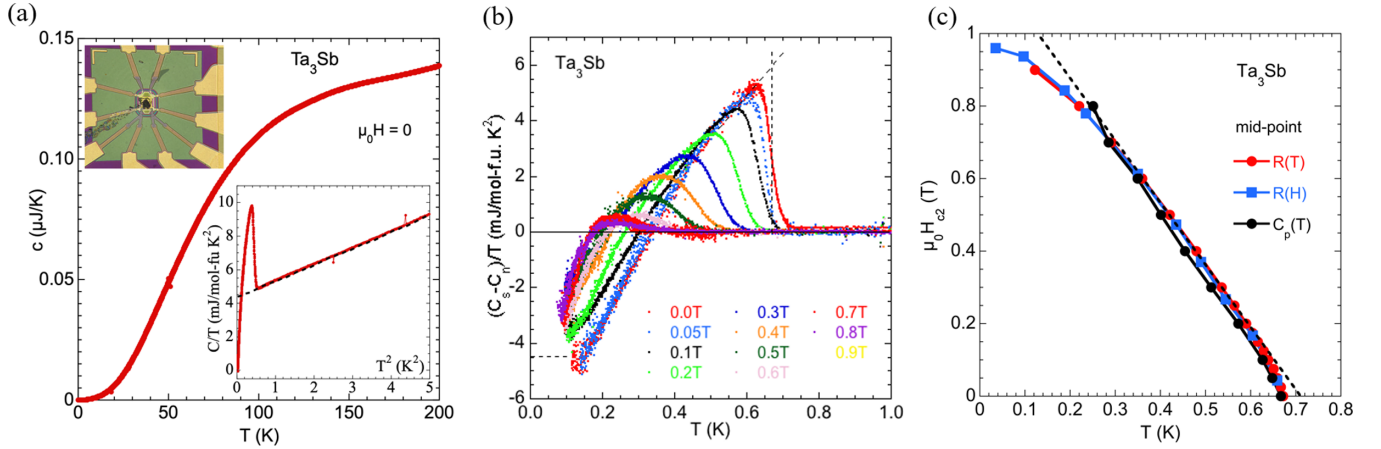 (a)
0.15
0.10
0.05
0
c (μJ/K)
Ta₃Sb
μ₀H = 0
0 50 100 150 200
T (K)
10
8
6
4
2
0
C/T (mJ/mol-fu K²)
T² (K²)
0 1 2 3 4 5
(b)
Ta₃Sb
6
4
2
0
-2
-4
-6
(Cₛ-Cₙ)/T (mJ/mol-f.u. K²)
0.0T 0.3T 0.7T
0.05T 0.4T 0.8T
0.1T 0.5T 0.9T
0.2T 0.6T
0.0 0.2 0.4 0.6 0.8 1.0
T (K)
(c)
1
0.8
0.6
0.4
0.2
0
μ₀H_c2 (T)
Ta₃Sb
mid-point
R(T)
R(H)
Cₚ(T)
0 0.1 0.2 0.3 0.4 0.5 0.6 0.7 0.8
T (K)